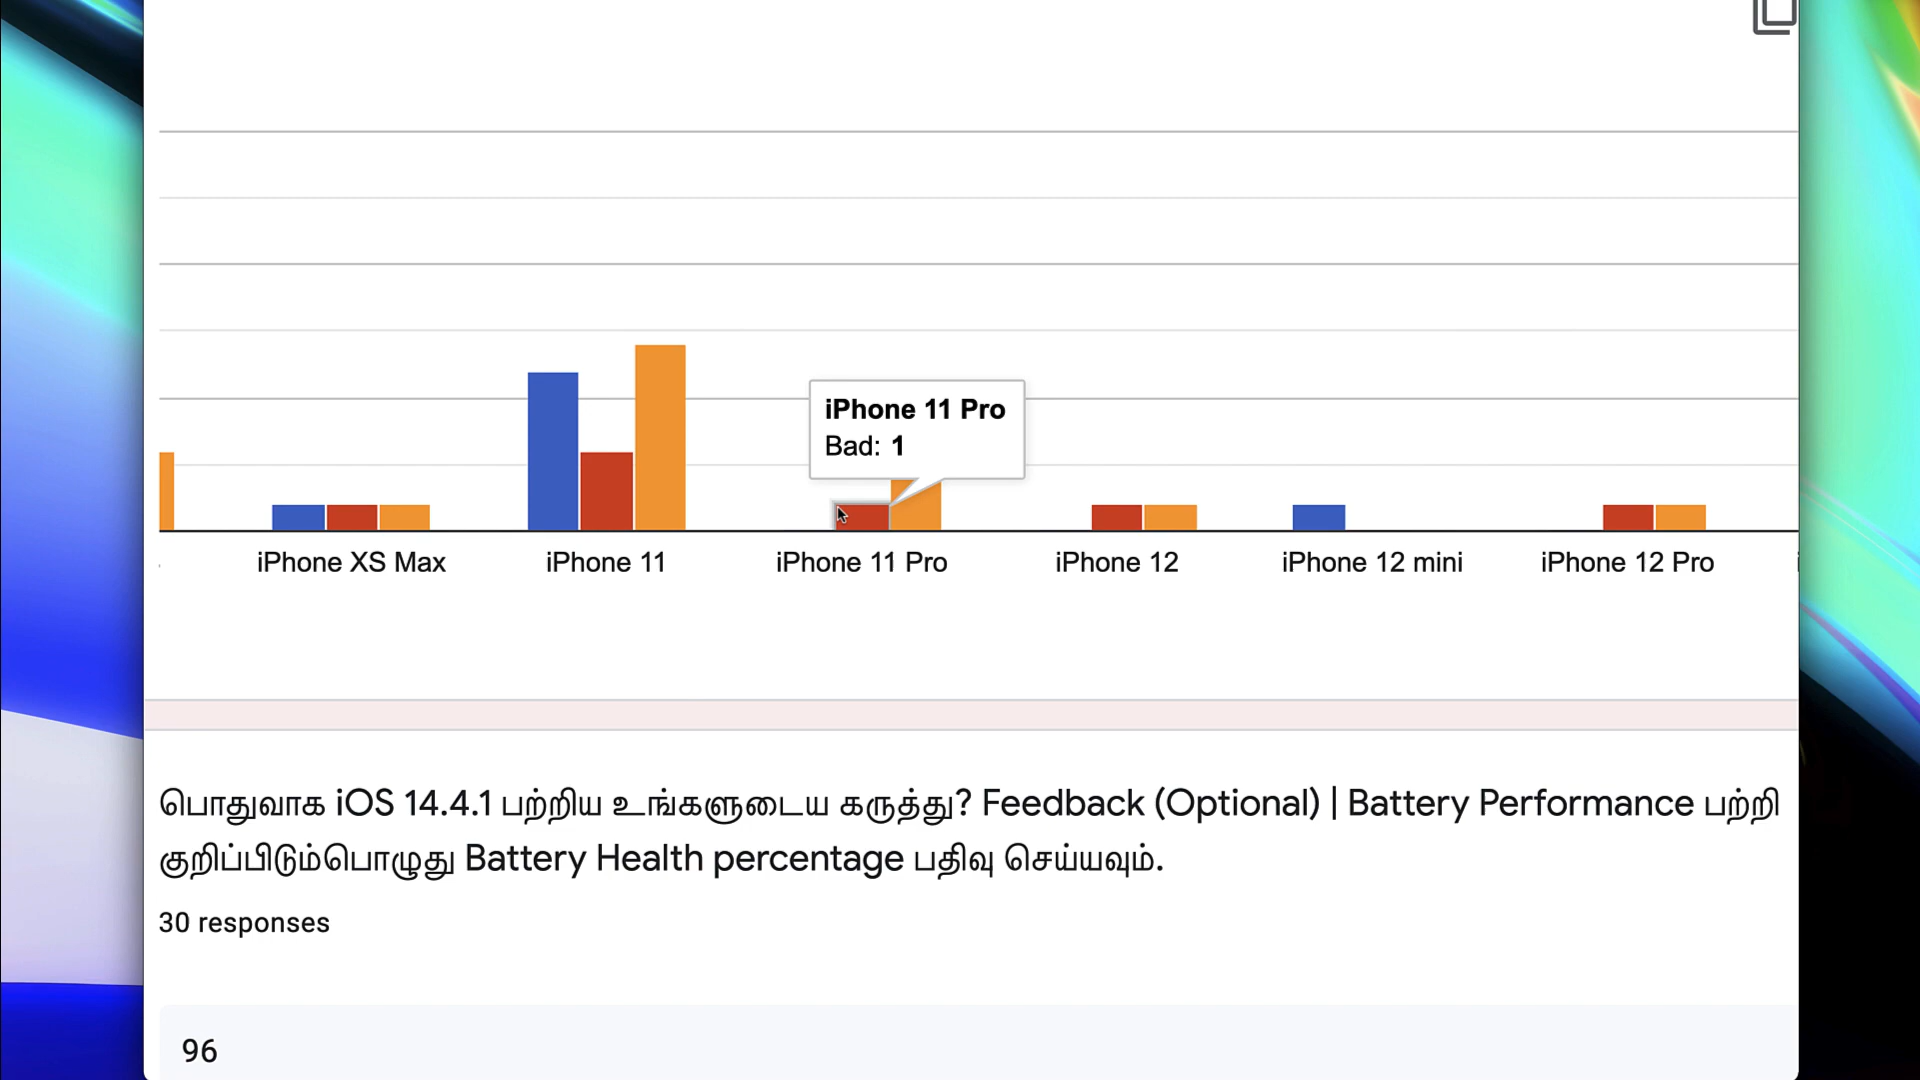 iPhone 11 Pro
Bad: 1
iPhone XS Max
iPhone 11
iPhone 11 Pro
iPhone 12
iPhone 12 mini
iPhone 12 Pro
பொதுவாக iOS 14.4.1 பற்றிய உங்களுடைய கருத்து? Feedback (Optional) | Battery Performance பற்றி
குறிப்பிடும்பொழுது Battery Health percentage பதிவு செய்யவும்.
30 responses
96